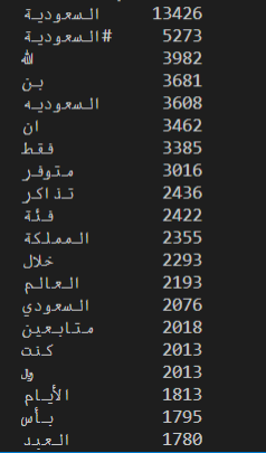 السعودية 13426
#السعودية 5273
الله 3982
بن 3681
السعوديه 3608
ان 3462
فقط 3385
متوفر 3016
تذاكر 2436
فئة 2422
المملكة 2355
خلال 2293
العالم 2193
السعودي 2076
متابعين 2018
كنت 2013
ول 2013
الأيام 1813
بأس 1795
العيد 1780